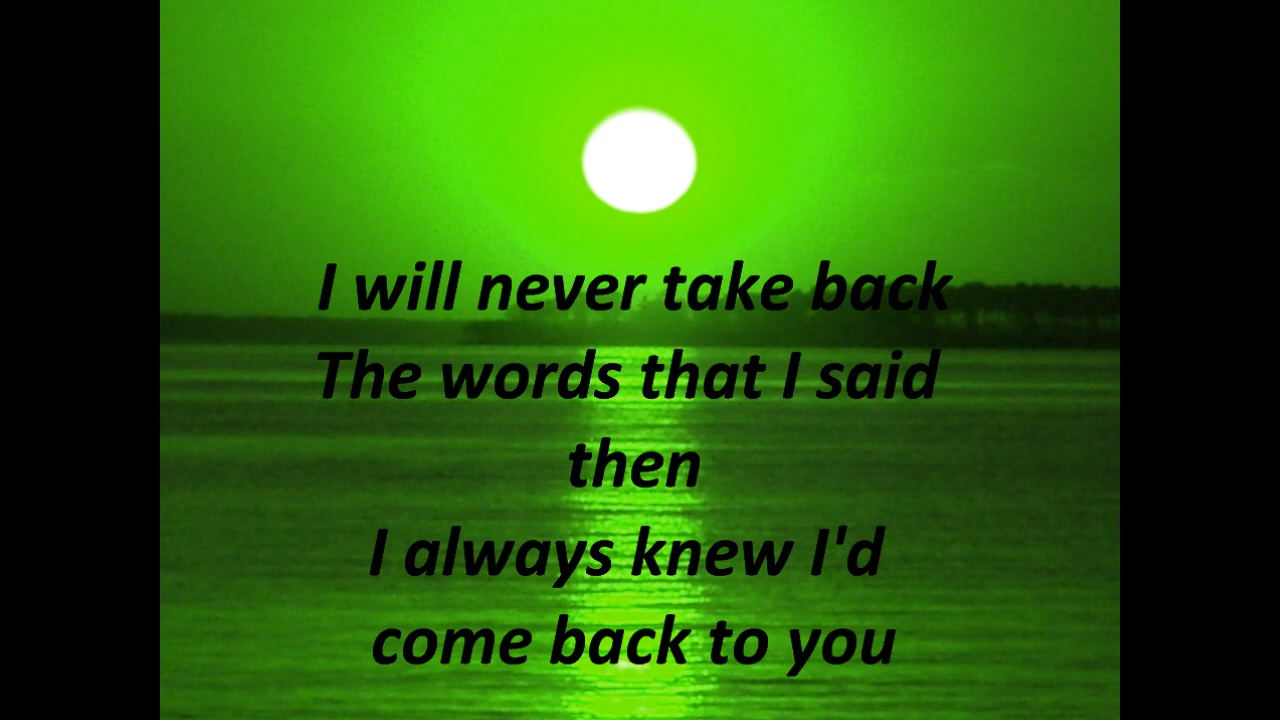 I will never take back
The words that I said
then
I always knew I'd
come back to you